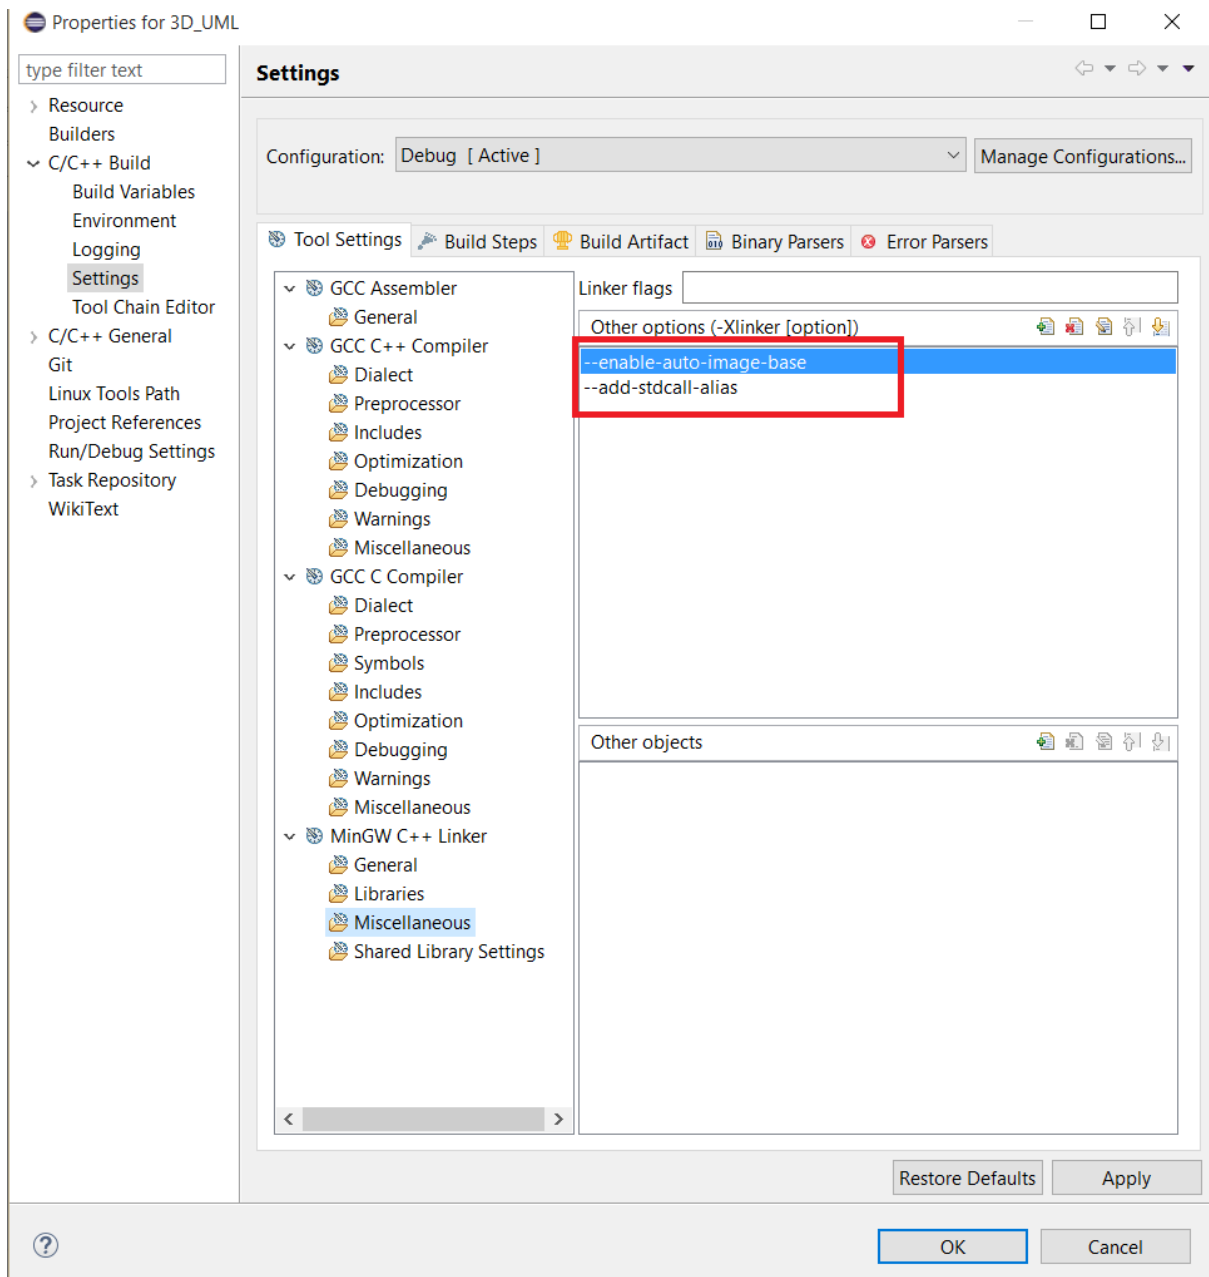 Properties for 3D_UML
type filter text
Resource
Builders
C/C++ Build
Build Variables
Environment
Logging
Settings
Tool Chain Editor
C/C++ General
Git
Linux Tools Path
Project References
Run/Debug Settings
Task Repository
WikiText
Settings
Configuration: Debug [ Active ] Manage Configurations...
Tool Settings Build Steps Build Artifact 010 Binary Parsers Error Parsers
GCC Assembler
General
GCC C++ Compiler
Dialect
Preprocessor
Includes
Optimization
Debugging
Warnings
Miscellaneous
GCC C Compiler
Dialect
Preprocessor
Symbols
Includes
Optimization
Debugging
Warnings
Miscellaneous
MinGW C++ Linker
General
Libraries
Miscellaneous
Shared Library Settings
Linker flags
Other options (-Xlinker [option])
--enable-auto-image-base
--add-stdcall-alias
Other objects
Restore Defaults Apply
? OK Cancel